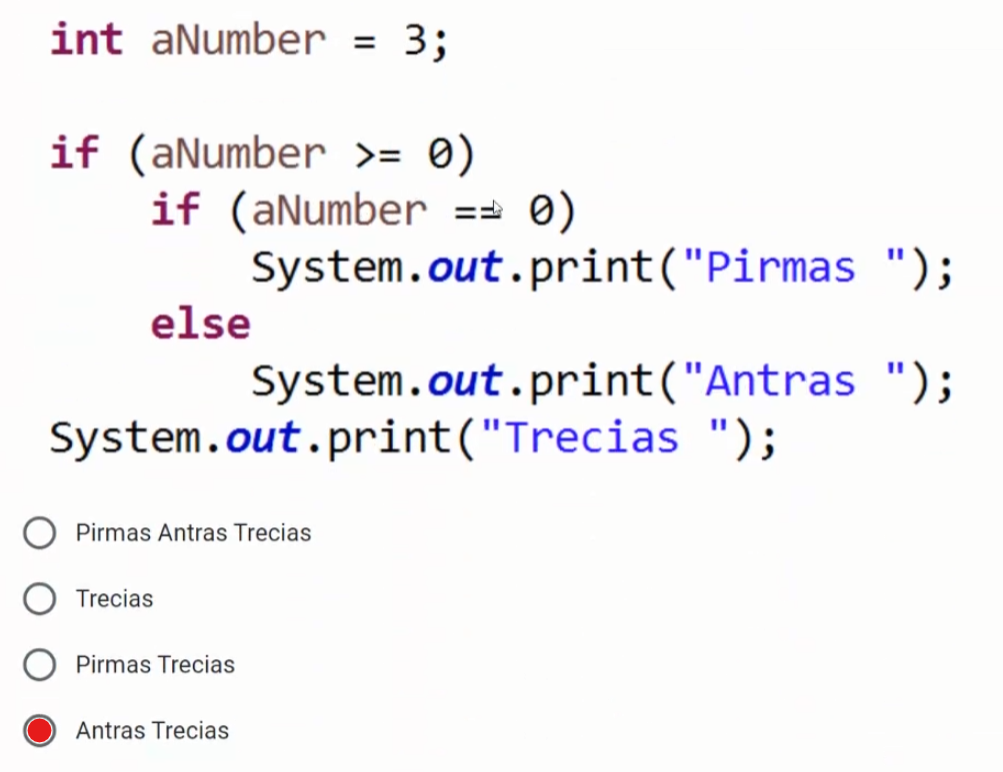 int aNumber = 3;
if (aNumber >= 0)
if (aNumber == 0)
System.out.print("Pirmas ");
else
System.out.print("Antras ");
System.out.print("Trecias ");
Pirmas Antras Trecias
Trecias
Pirmas Trecias
Antras Trecias